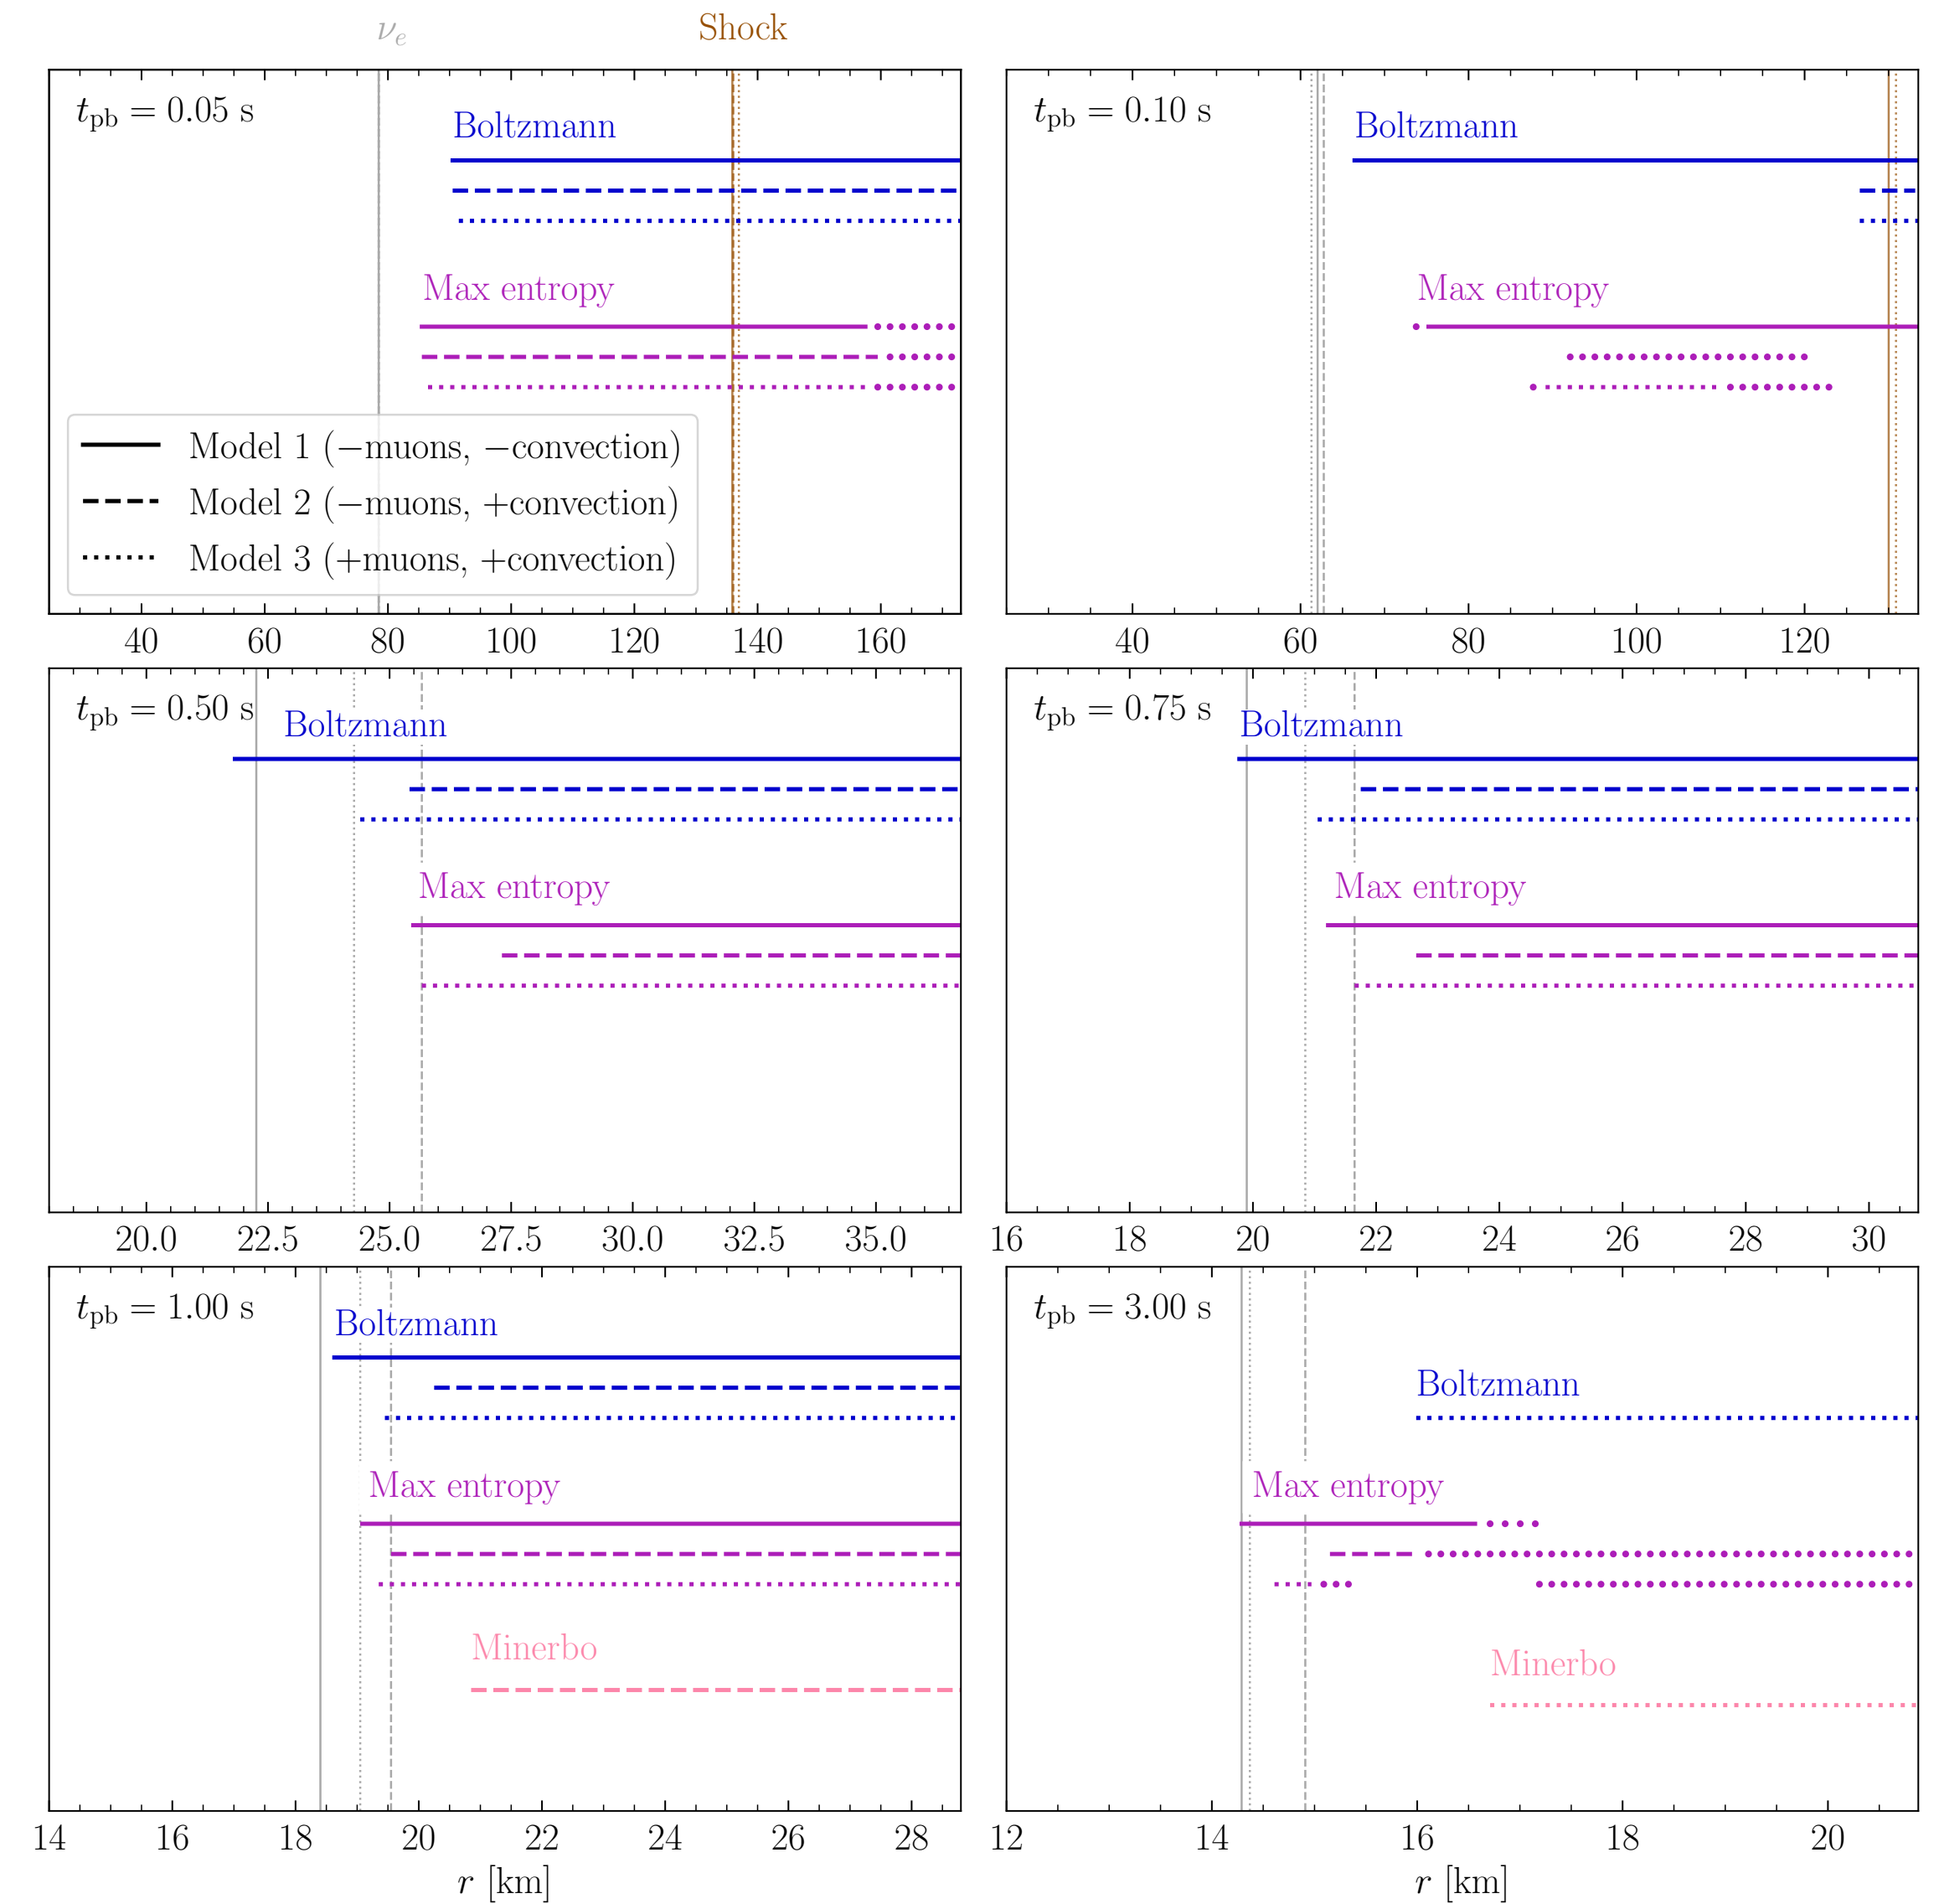 νₑ Shock
t_pb = 0.05 s
Boltzmann
Max entropy
Model 1 (−muons, −convection)
Model 2 (−muons, +convection)
Model 3 (+muons, +convection)
40 60 80 100 120 140 160
t_pb = 0.10 s
Boltzmann
Max entropy
40 60 80 100 120
t_pb = 0.50 s
Boltzmann
Max entropy
20.0 22.5 25.0 27.5 30.0 32.5 35.0
t_pb = 0.75 s
Boltzmann
Max entropy
16 18 20 22 24 26 28 30
t_pb = 1.00 s
Boltzmann
Max entropy
Minerbo
14 16 18 20 22 24 26 28
r [km]
t_pb = 3.00 s
Boltzmann
Max entropy
Minerbo
12 14 16 18 20
r [km]